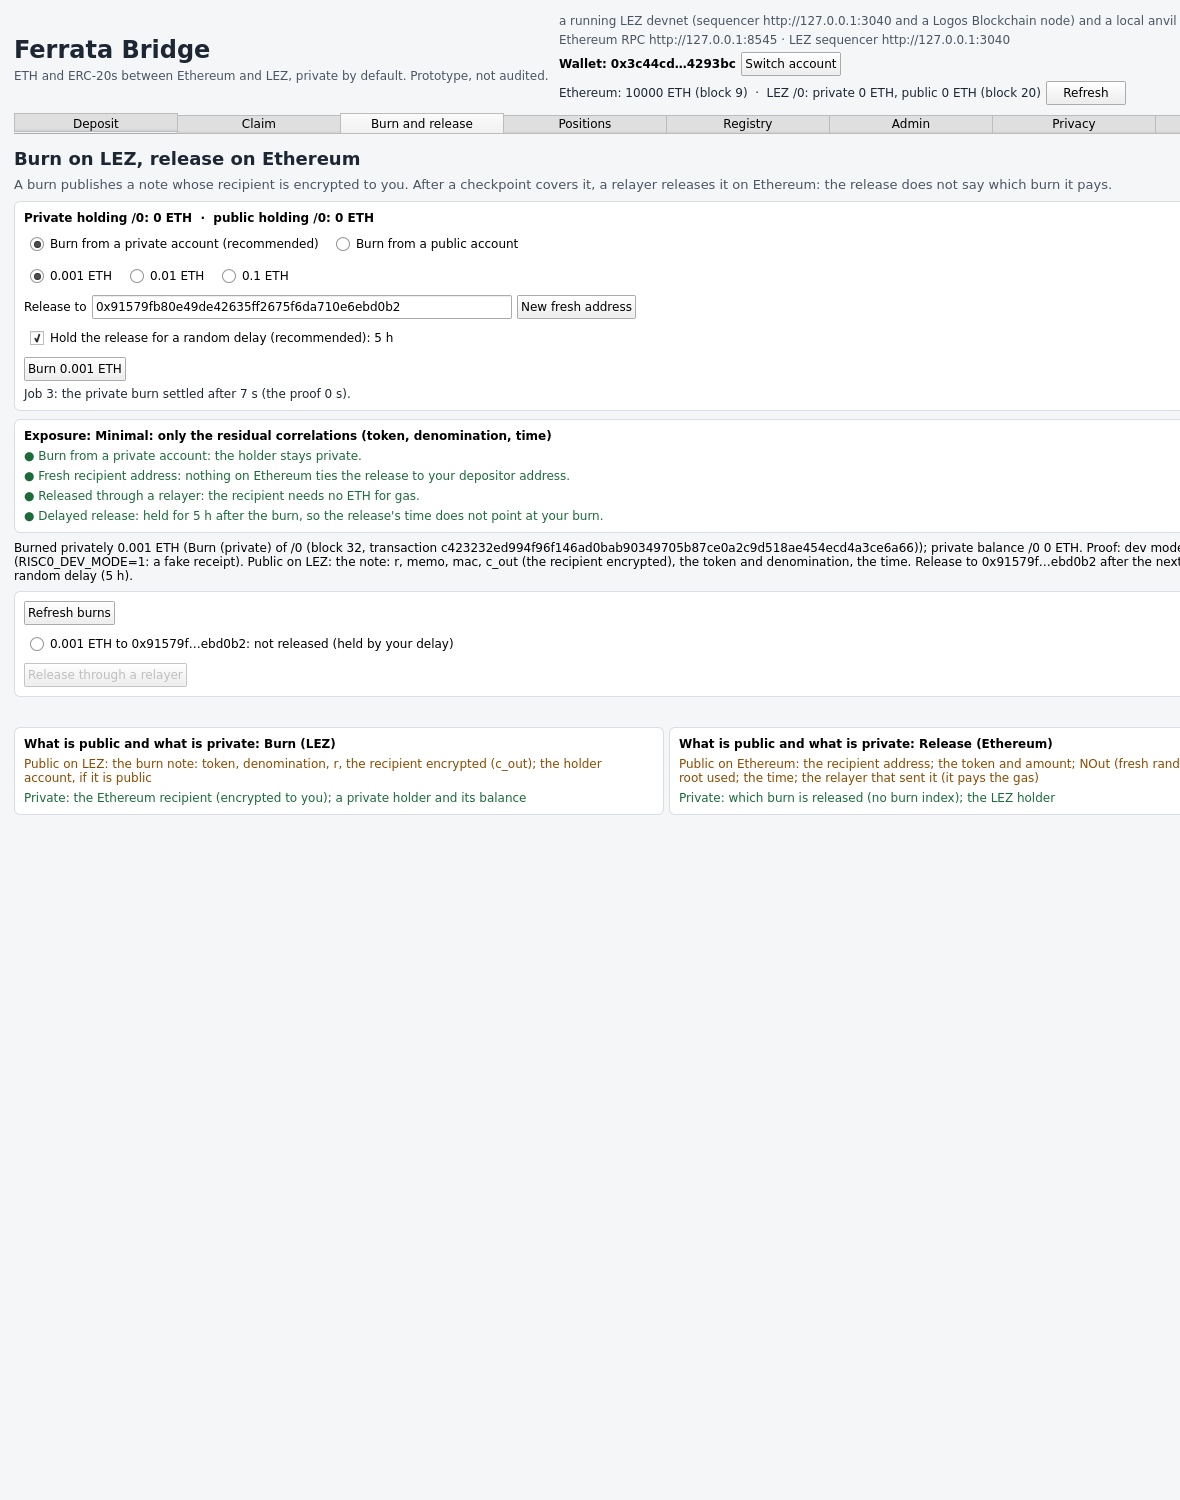 a running LEZ devnet (sequencer http://127.0.0.1:3040 and a Logos Blockchain node) and a local anvil
Ferrata Bridge
ETH and ERC-20s between Ethereum and LEZ, private by default. Prototype, not audited.
Ethereum RPC http://127.0.0.1:8545 · LEZ sequencer http://127.0.0.1:3040
Wallet: 0x3c44cd…4293bc Switch account
Ethereum: 10000 ETH (block 9) · LEZ /0: private 0 ETH, public 0 ETH (block 20) Refresh
Deposit Claim Burn and release Positions Registry Admin Privacy
Burn on LEZ, release on Ethereum
A burn publishes a note whose recipient is encrypted to you. After a checkpoint covers it, a relayer releases it on Ethereum: the release does not say which burn it pays.
Private holding /0: 0 ETH · public holding /0: 0 ETH
Burn from a private account (recommended) Burn from a public account
0.001 ETH 0.01 ETH 0.1 ETH
Release to 0x91579fb80e49de42635ff2675f6da710e6ebd0b2 New fresh address
Hold the release for a random delay (recommended): 5 h
Burn 0.001 ETH
Job 3: the private burn settled after 7 s (the proof 0 s).
Exposure: Minimal: only the residual correlations (token, denomination, time)
● Burn from a private account: the holder stays private.
● Fresh recipient address: nothing on Ethereum ties the release to your depositor address.
● Released through a relayer: the recipient needs no ETH for gas.
● Delayed release: held for 5 h after the burn, so the release's time does not point at your burn.
Burned privately 0.001 ETH (Burn (private) of /0 (block 32, transaction c423232ed994f96f146ad0bab90349705b87ce0a2c9d518ae454ecd4a3ce6a66)); private balance /0 0 ETH. Proof: dev mode
(RISC0_DEV_MODE=1: a fake receipt). Public on LEZ: the note: r, memo, mac, c_out (the recipient encrypted), the token and denomination, the time. Release to 0x91579f…ebd0b2 after the next
random delay (5 h).
Refresh burns
0.001 ETH to 0x91579f…ebd0b2: not released (held by your delay)
Release through a relayer
What is public and what is private: Burn (LEZ)
Public on LEZ: the burn note: token, denomination, r, the recipient encrypted (c_out); the holder
account, if it is public
Private: the Ethereum recipient (encrypted to you); a private holder and its balance
What is public and what is private: Release (Ethereum)
Public on Ethereum: the recipient address; the token and amount; NOut (fresh rand
root used; the time; the relayer that sent it (it pays the gas)
Private: which burn is released (no burn index); the LEZ holder